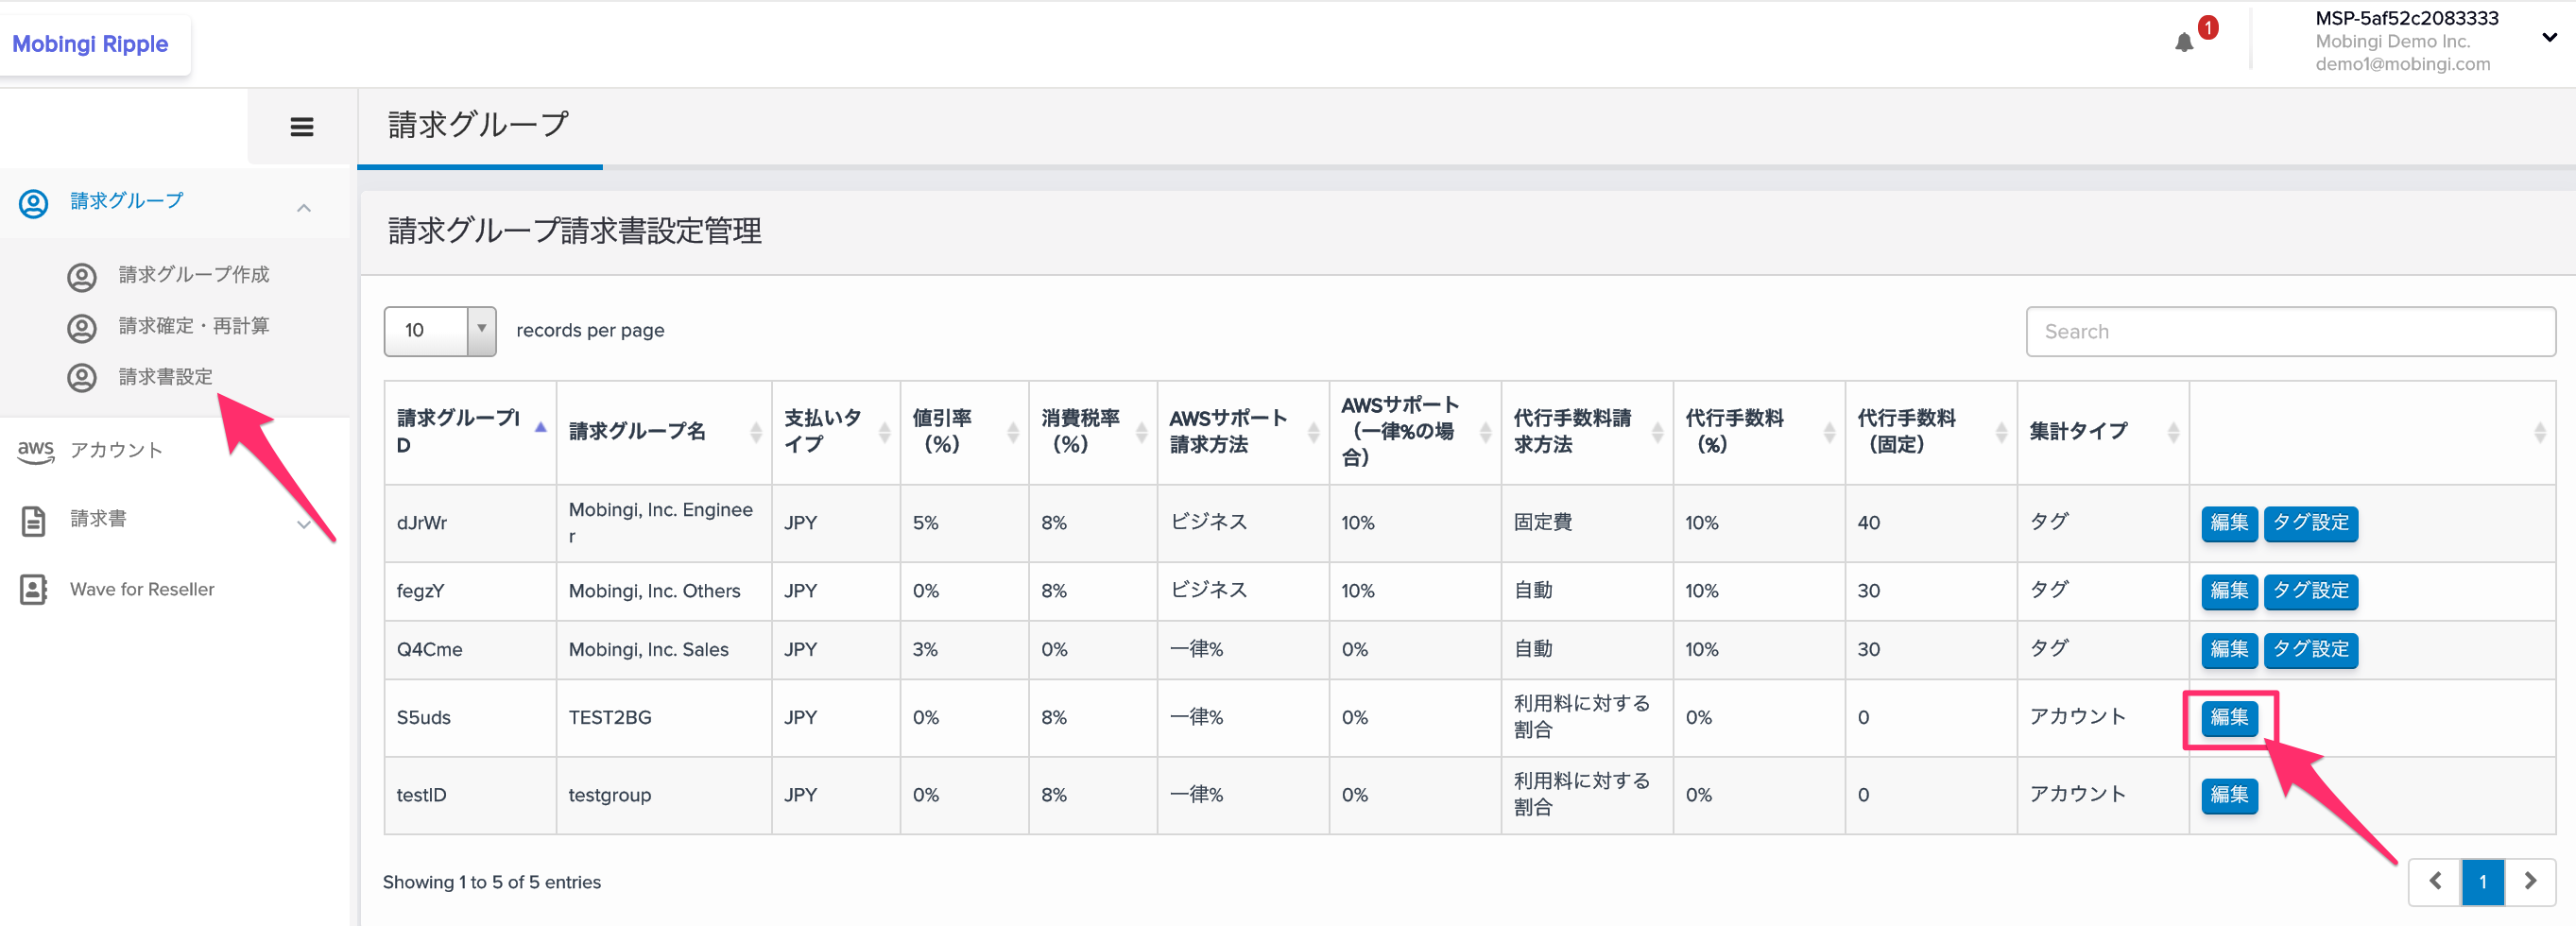 Mobingi Ripple
1
MSP-5af52c2083333
Mobingi Demo Inc.
demo1@mobingi.com
請求グループ
請求グループ
請求グループ作成
請求確定・再計算
請求書設定
aws アカウント
請求書
Wave for Reseller
請求グループ請求書設定管理
10 records per page
Search
請求グループI
D
請求グループ名
支払いタ
イプ
値引率
(%)
消費税率
(%)
AWSサポート
請求方法
AWSサポート
(一律%の場
合)
代行手数料請
求方法
代行手数料
(%)
代行手数料
(固定)
集計タイプ
dJrWr
Mobingi, Inc. Enginee
r
JPY 5% 8% ビジネス 10% 固定費 10% 40 タグ 編集 タグ設定
fegzY Mobingi, Inc. Others JPY 0% 8% ビジネス 10% 自動 10% 30 タグ 編集 タグ設定
Q4Cme Mobingi, Inc. Sales JPY 3% 0% 一律% 0% 自動 10% 30 タグ 編集 タグ設定
S5uds TEST2BG JPY 0% 8% 一律% 0%
利用料に対する
割合
0% 0 アカウント 編集
testID testgroup JPY 0% 8% 一律% 0%
利用料に対する
割合
0% 0 アカウント 編集
Showing 1 to 5 of 5 entries
1